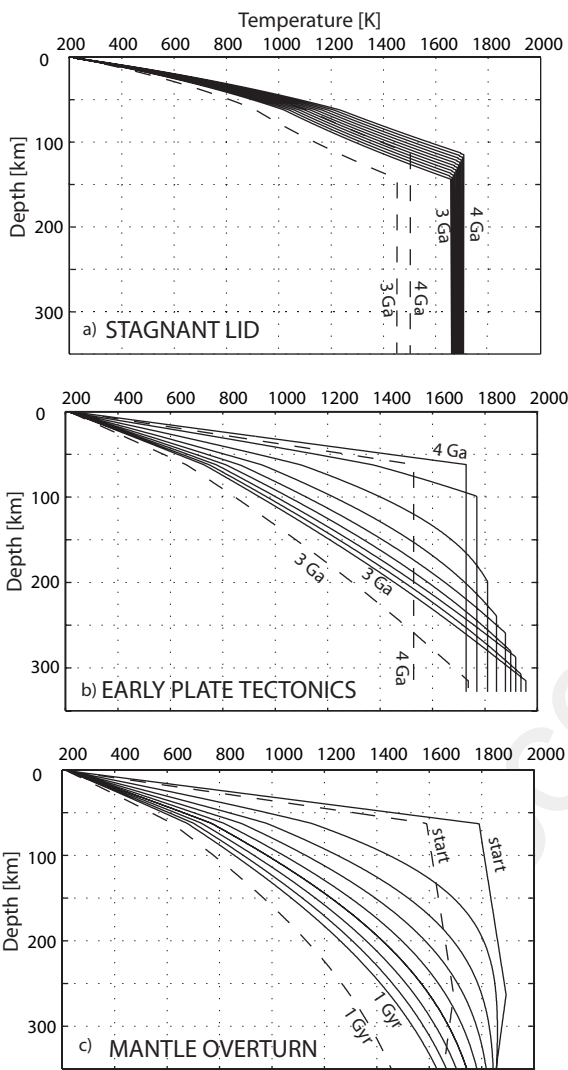 Temperature [K]
200 400 600 800 1000 1200 1400 1600 1800 2000
0
100
200
300
Depth [km]
3 Ga
4 Ga
3 Ga
4 Ga
a) STAGNANT LID
200 400 600 800 1000 1200 1400 1600 1800 2000
0
100
200
300
Depth [km]
4 Ga
3 Ga
3 Ga
4 Ga
b) EARLY PLATE TECTONICS
200 400 600 800 1000 1200 1400 1600 1800 2000
0
100
200
300
Depth [km]
start
start
1 Gyr
1 Gyr
c) MANTLE OVERTURN